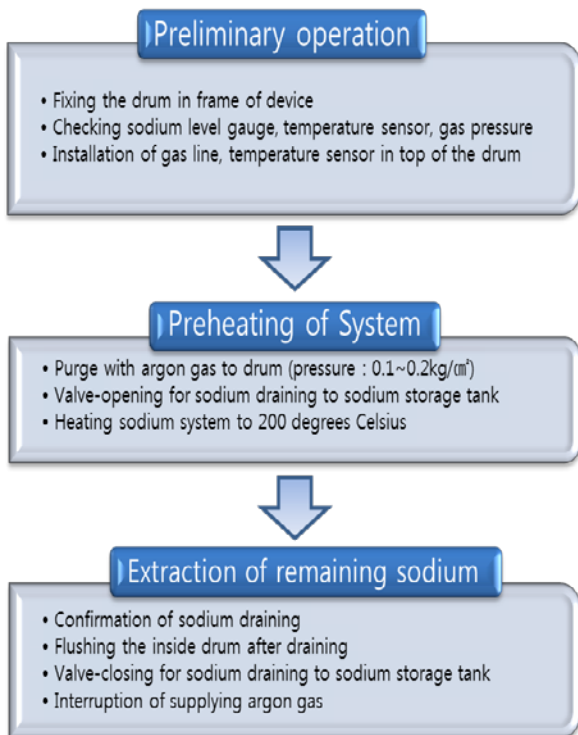 Preliminary operation
• Fixing the drum in frame of device
• Checking sodium level gauge, temperature sensor, gas pressure
• Installation of gas line, temperature sensor in top of the drum
Preheating of System
• Purge with argon gas to drum (pressure : 0.1~0.2kg/㎠)
• Valve-opening for sodium draining to sodium storage tank
• Heating sodium system to 200 degrees Celsius
Extraction of remaining sodium
• Confirmation of sodium draining
• Flushing the inside drum after draining
• Valve-closing for sodium draining to sodium storage tank
• Interruption of supplying argon gas